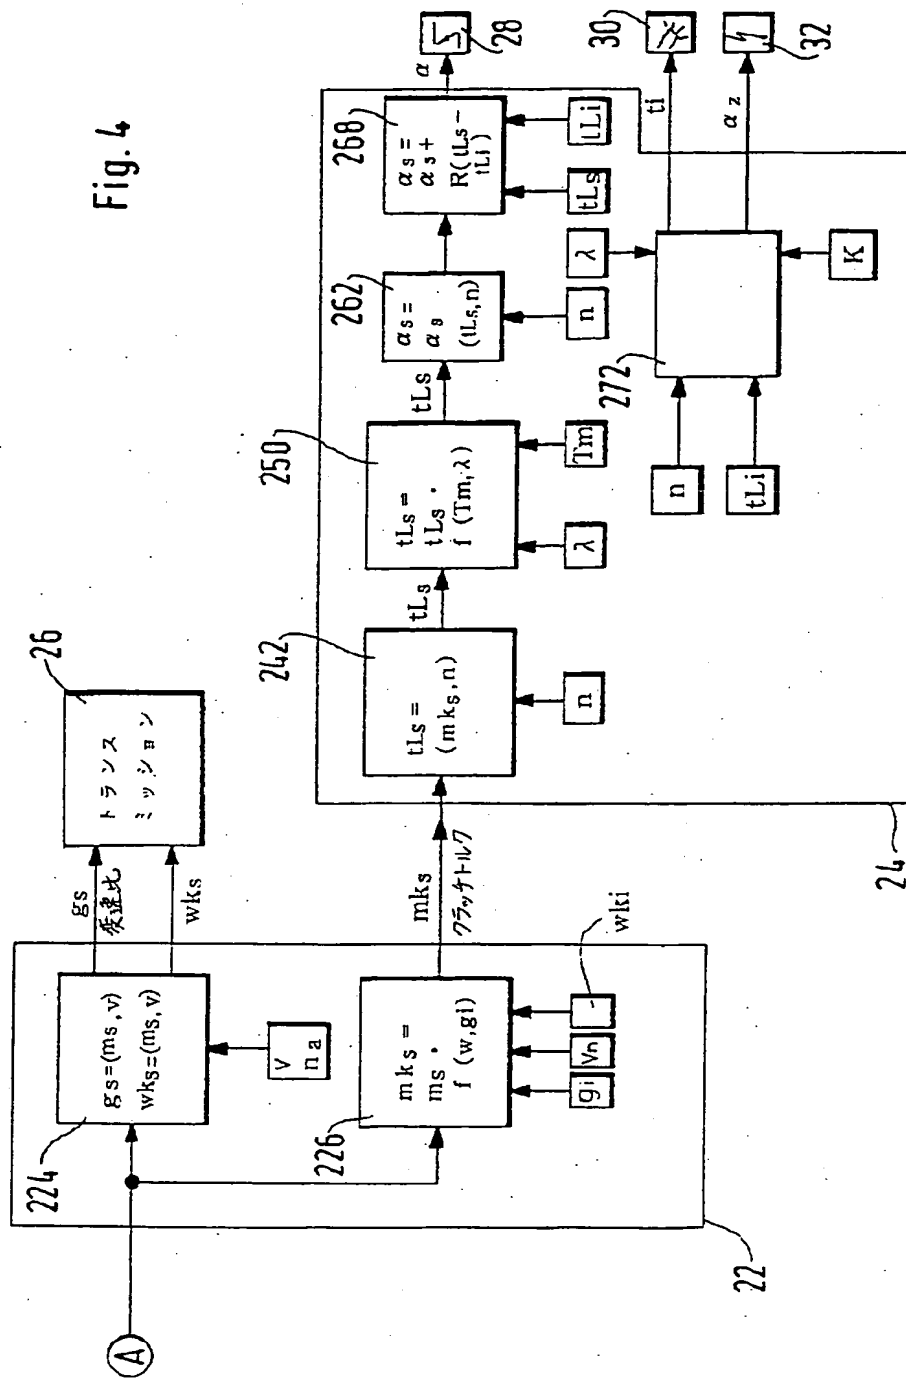 Fig. 4
A
22
224
gs=(ms, v)
wks=(ms, v)
v
na
gs
変速比
wks
26
トランス
ミッション
226
mks =
ms ・
f (w,gi)
gi
vn
wki
mks
クラッチトルク
24
242
tLs =
(mks, n)
n
tLs
250
tLs =
tLs ・
f (Tm, λ)
λ
Tm
tLs
262
αs =
αs
(tLs, n)
n
268
αs =
αs+
R(tLs−
tLi)
tLs
tLi
α
28
272
n
tLi
λ
K
ti
30
αz
32